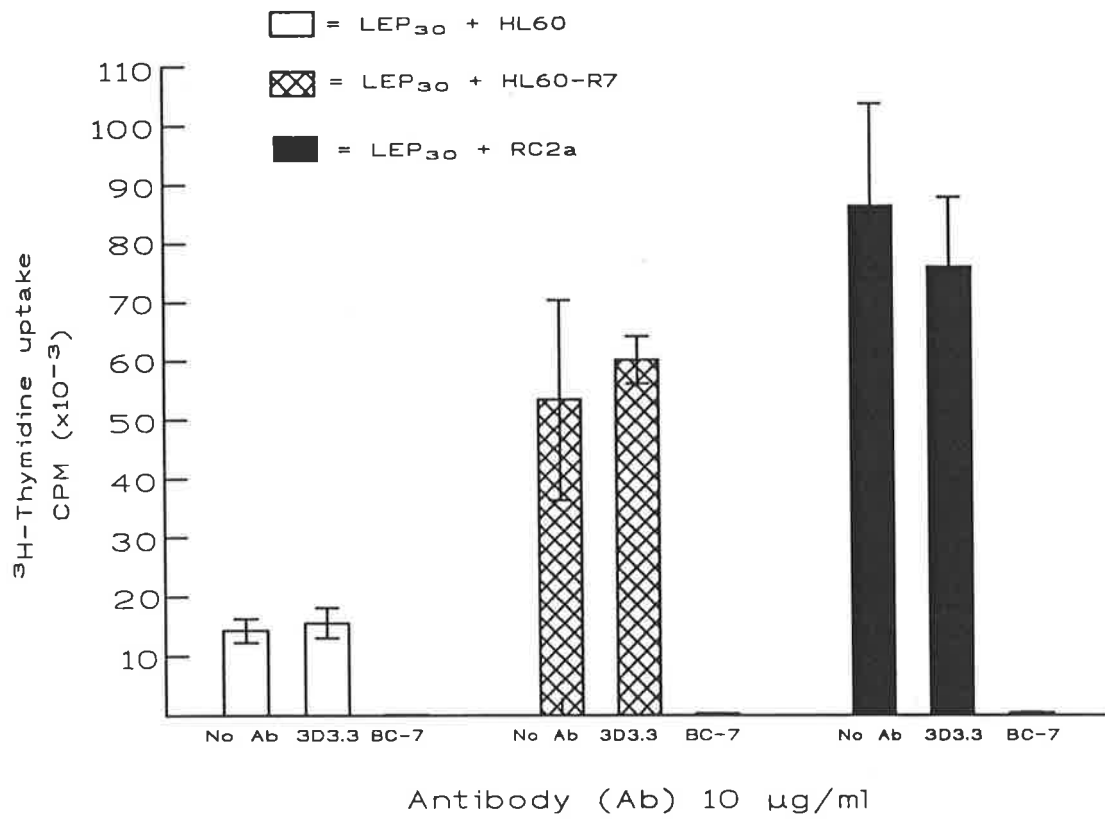 = LEP₃₀ + HL60
= LEP₃₀ + HL60-R7
= LEP₃₀ + RC2a
110
100
90
80
70
60
50
40
30
20
10
³H-Thymidine uptake
CPM (x10⁻³)
No Ab 3D3.3 BC-7 No Ab 3D3.3 BC-7 No Ab 3D3.3 BC-7
Antibody (Ab) 10 μg/ml